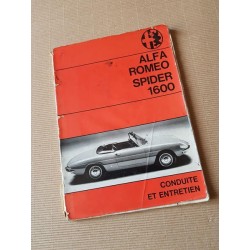 ALFA
ROMEO
SPIDER
1600
CONDUITE
ET ENTRETIEN